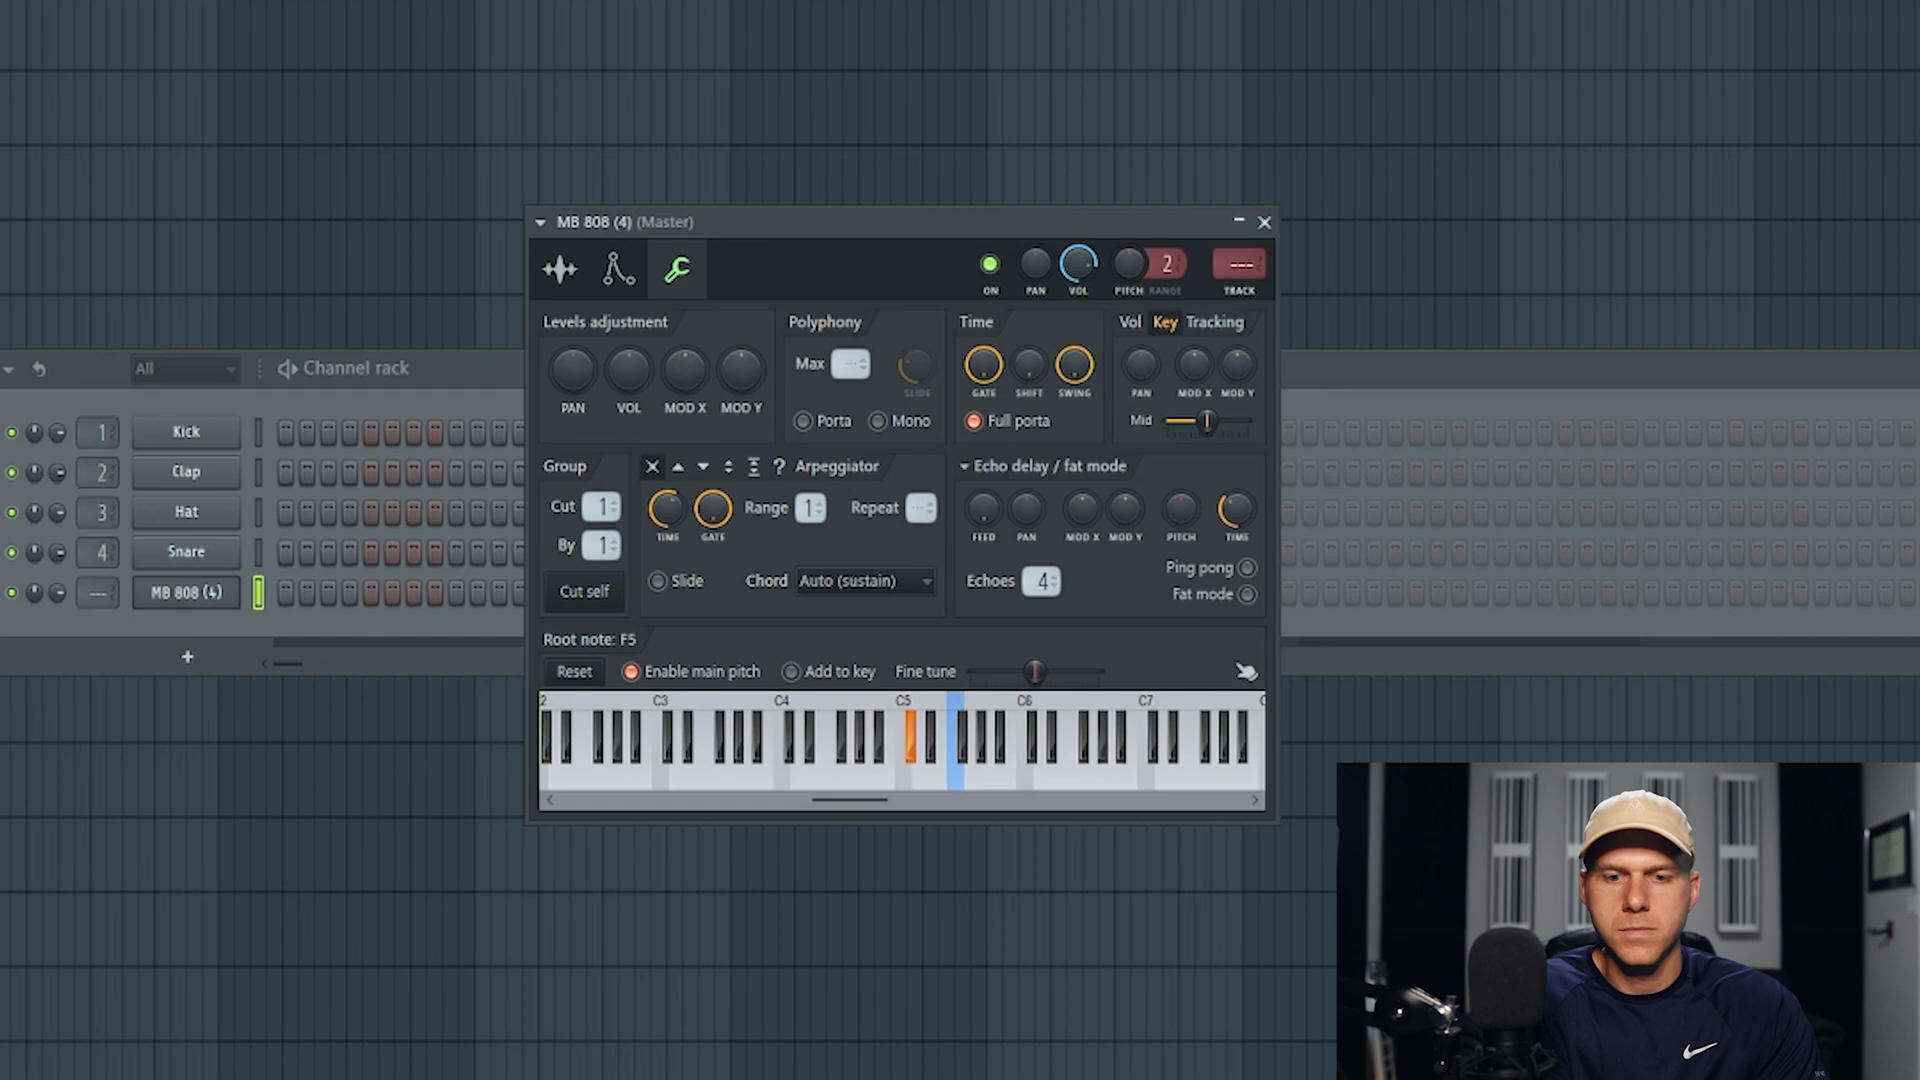 MB 808 (4) (Master)
2
---
ON PAN VOL PITCH RANGE TRACK
Levels adjustment
PAN VOL MOD X MOD Y
Polyphony
Max ---
SLIDE
Porta Mono
Time
GATE SHIFT SWING
Full porta
Vol Key Tracking
PAN MOD X MOD Y
Mid
All
Channel rack
1 Kick
2 Clap
3 Hat
4 Snare
--- MB 808 (4)
+
Group
Cut 1
By 1
Cut self
? Arpeggiator
TIME GATE
Range 1 Repeat ---
Slide Chord Auto (sustain)
Echo delay / fat mode
FEED PAN MOD X MOD Y PITCH TIME
Echoes 4
Ping pong
Fat mode
Root note: F5
Reset Enable main pitch Add to key Fine tune
2 C3 C4 C5 C6 C7 C